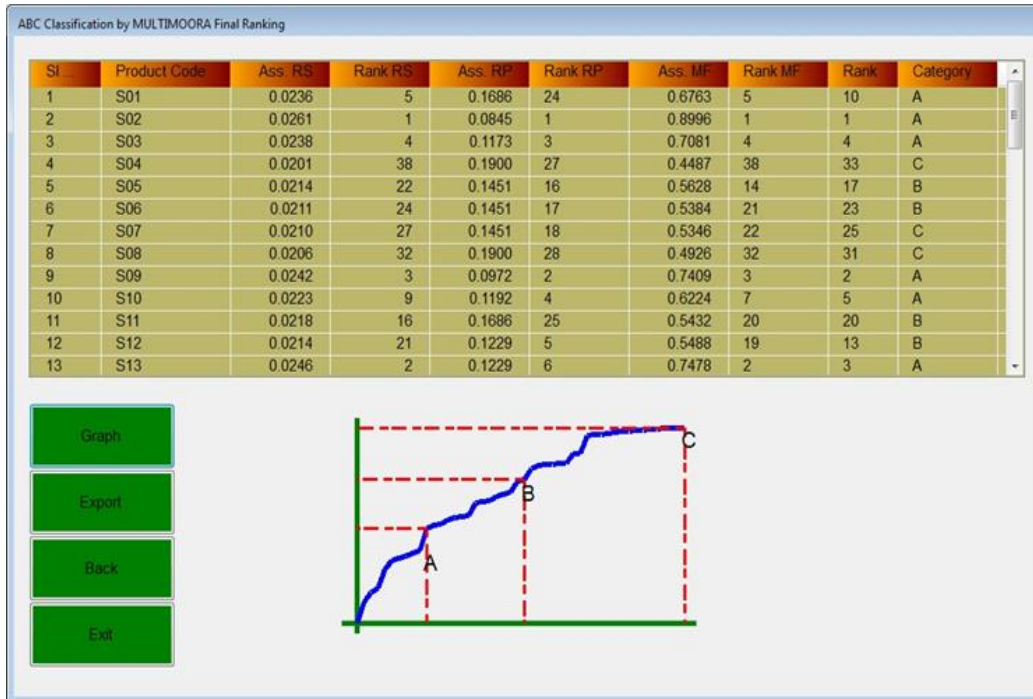 ABC Classification by MULTIMOORA Final Ranking
Sl ... Product Code Ass. RS Rank RS Ass. RP Rank RP Ass. MF Rank MF Rank Category
1 S01 0.0236 5 0.1686 24 0.6763 5 10 A
2 S02 0.0261 1 0.0845 1 0.8996 1 1 A
3 S03 0.0238 4 0.1173 3 0.7081 4 4 A
4 S04 0.0201 38 0.1900 27 0.4487 38 33 C
5 S05 0.0214 22 0.1451 16 0.5628 14 17 B
6 S06 0.0211 24 0.1451 17 0.5384 21 23 B
7 S07 0.0210 27 0.1451 18 0.5346 22 25 C
8 S08 0.0206 32 0.1900 28 0.4926 32 31 C
9 S09 0.0242 3 0.0972 2 0.7409 3 2 A
10 S10 0.0223 9 0.1192 4 0.6224 7 5 A
11 S11 0.0218 16 0.1686 25 0.5432 20 20 B
12 S12 0.0214 21 0.1229 5 0.5488 19 13 B
13 S13 0.0246 2 0.1229 6 0.7478 2 3 A
Graph
Export
Back
Exit
A
B
C